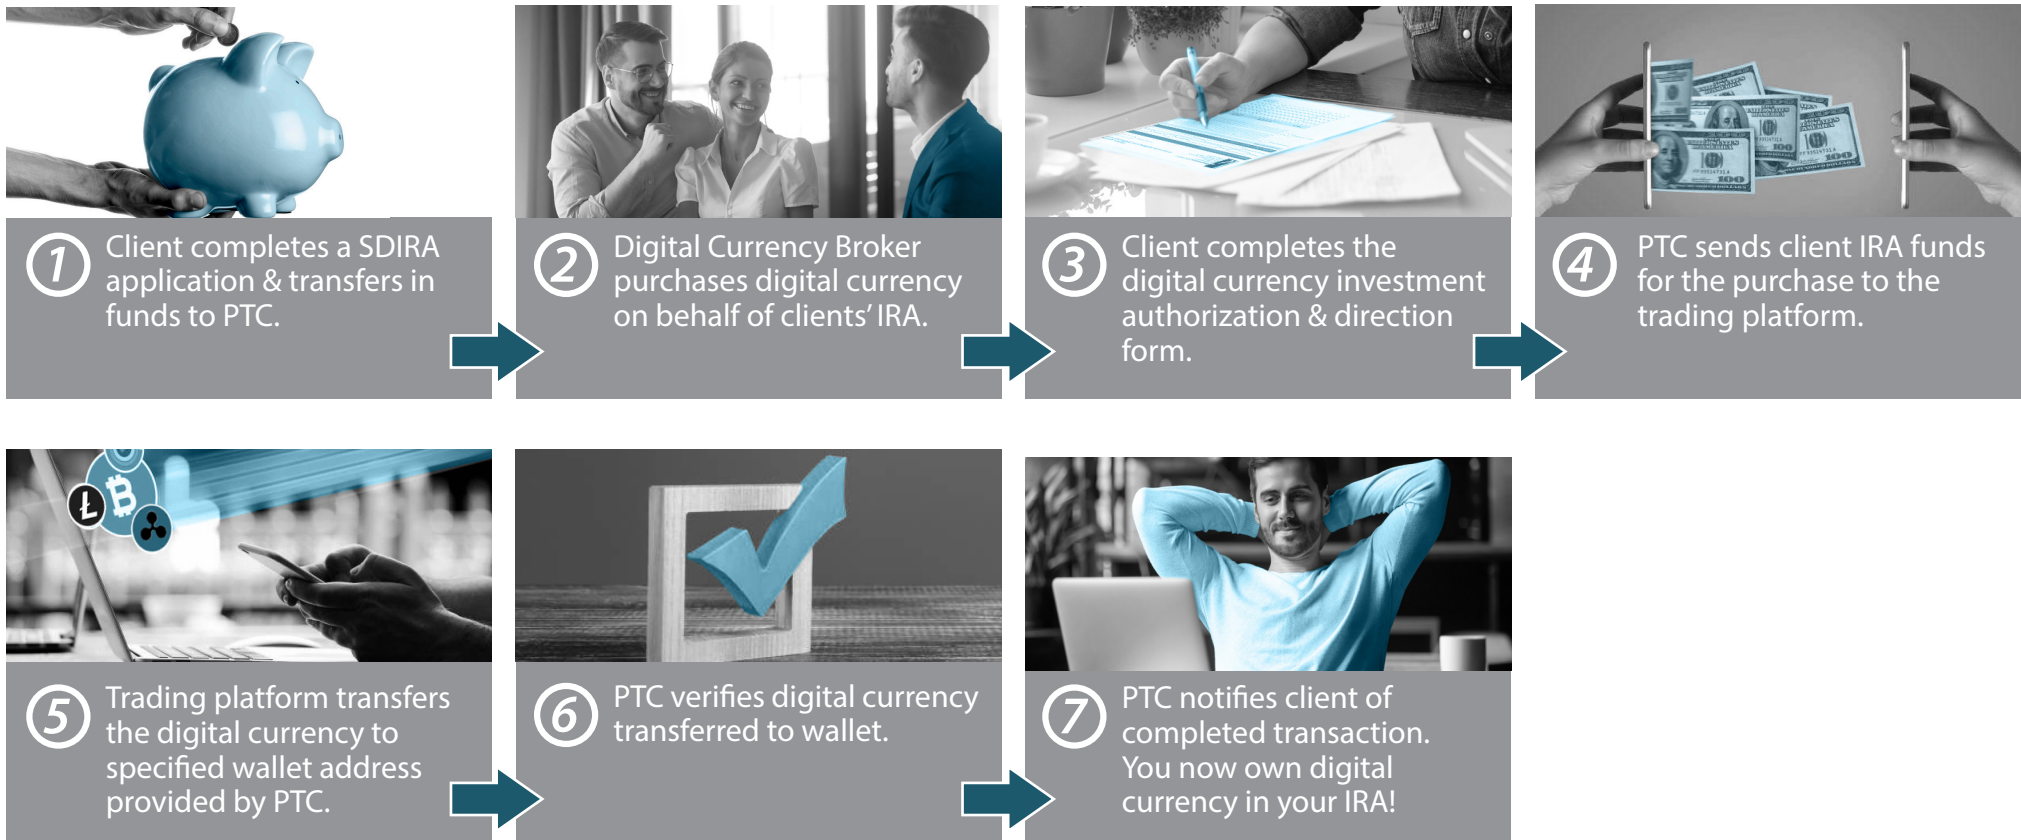 1
Client completes a SDIRA
application & transfers in
funds to PTC.
2
Digital Currency Broker
purchases digital currency
on behalf of clients’ IRA.
3
Client completes the
digital currency investment
authorization & direction
form.
4
PTC sends client IRA funds
for the purchase to the
trading platform.
100
100
5
Trading platform transfers
the digital currency to
specified wallet address
provided by PTC.
6
PTC verifies digital currency
transferred to wallet.
7
PTC notifies client of
completed transaction.
You now own digital
currency in your IRA!